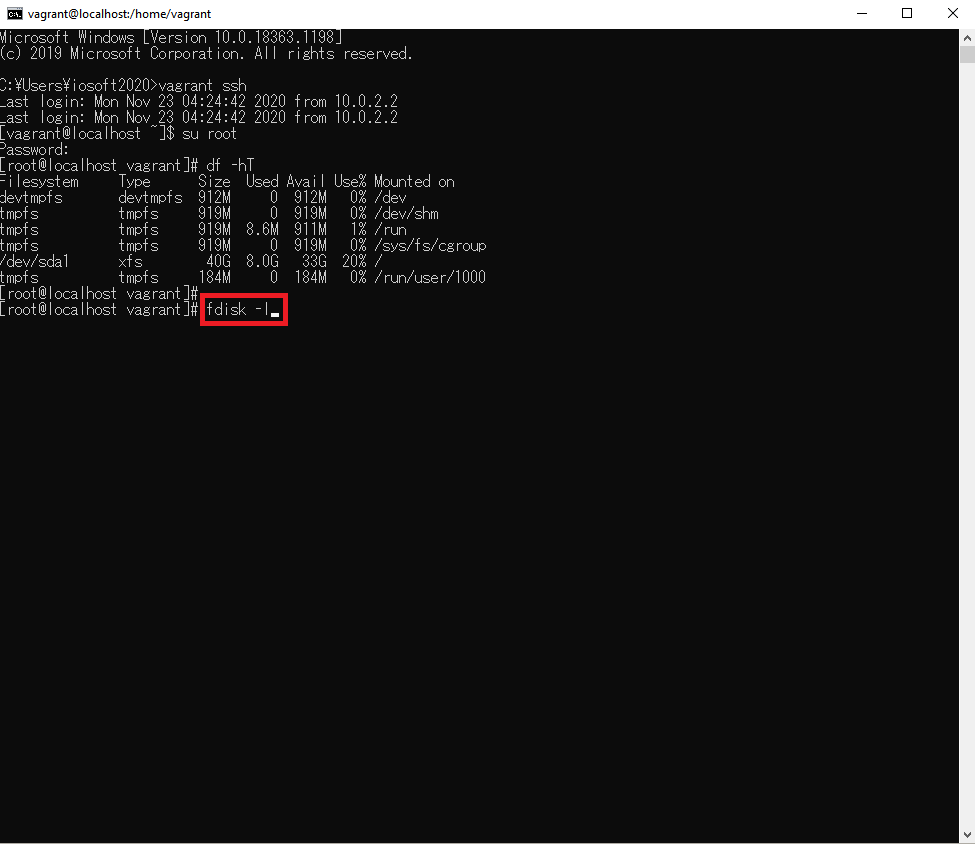 vagrant@localhost:/home/vagrant
Microsoft Windows [Version 10.0.18363.1198]
(c) 2019 Microsoft Corporation. All rights reserved.
C:¥Users¥iosoft2020>vagrant ssh
Last login: Mon Nov 23 04:24:42 2020 from 10.0.2.2
Last login: Mon Nov 23 04:24:42 2020 from 10.0.2.2
[vagrant@localhost ~]$ su root
Password:
[root@localhost vagrant]# df -hT
Filesystem     Type      Size  Used Avail Use% Mounted on
devtmpfs       devtmpfs  912M     0  912M   0% /dev
tmpfs          tmpfs     919M     0  919M   0% /dev/shm
tmpfs          tmpfs     919M  8.6M  911M   1% /run
tmpfs          tmpfs     919M     0  919M   0% /sys/fs/cgroup
/dev/sda1      xfs        40G  8.0G   33G  20% /
tmpfs          tmpfs     184M     0  184M   0% /run/user/1000
[root@localhost vagrant]#
[root@localhost vagrant]# fdisk -l